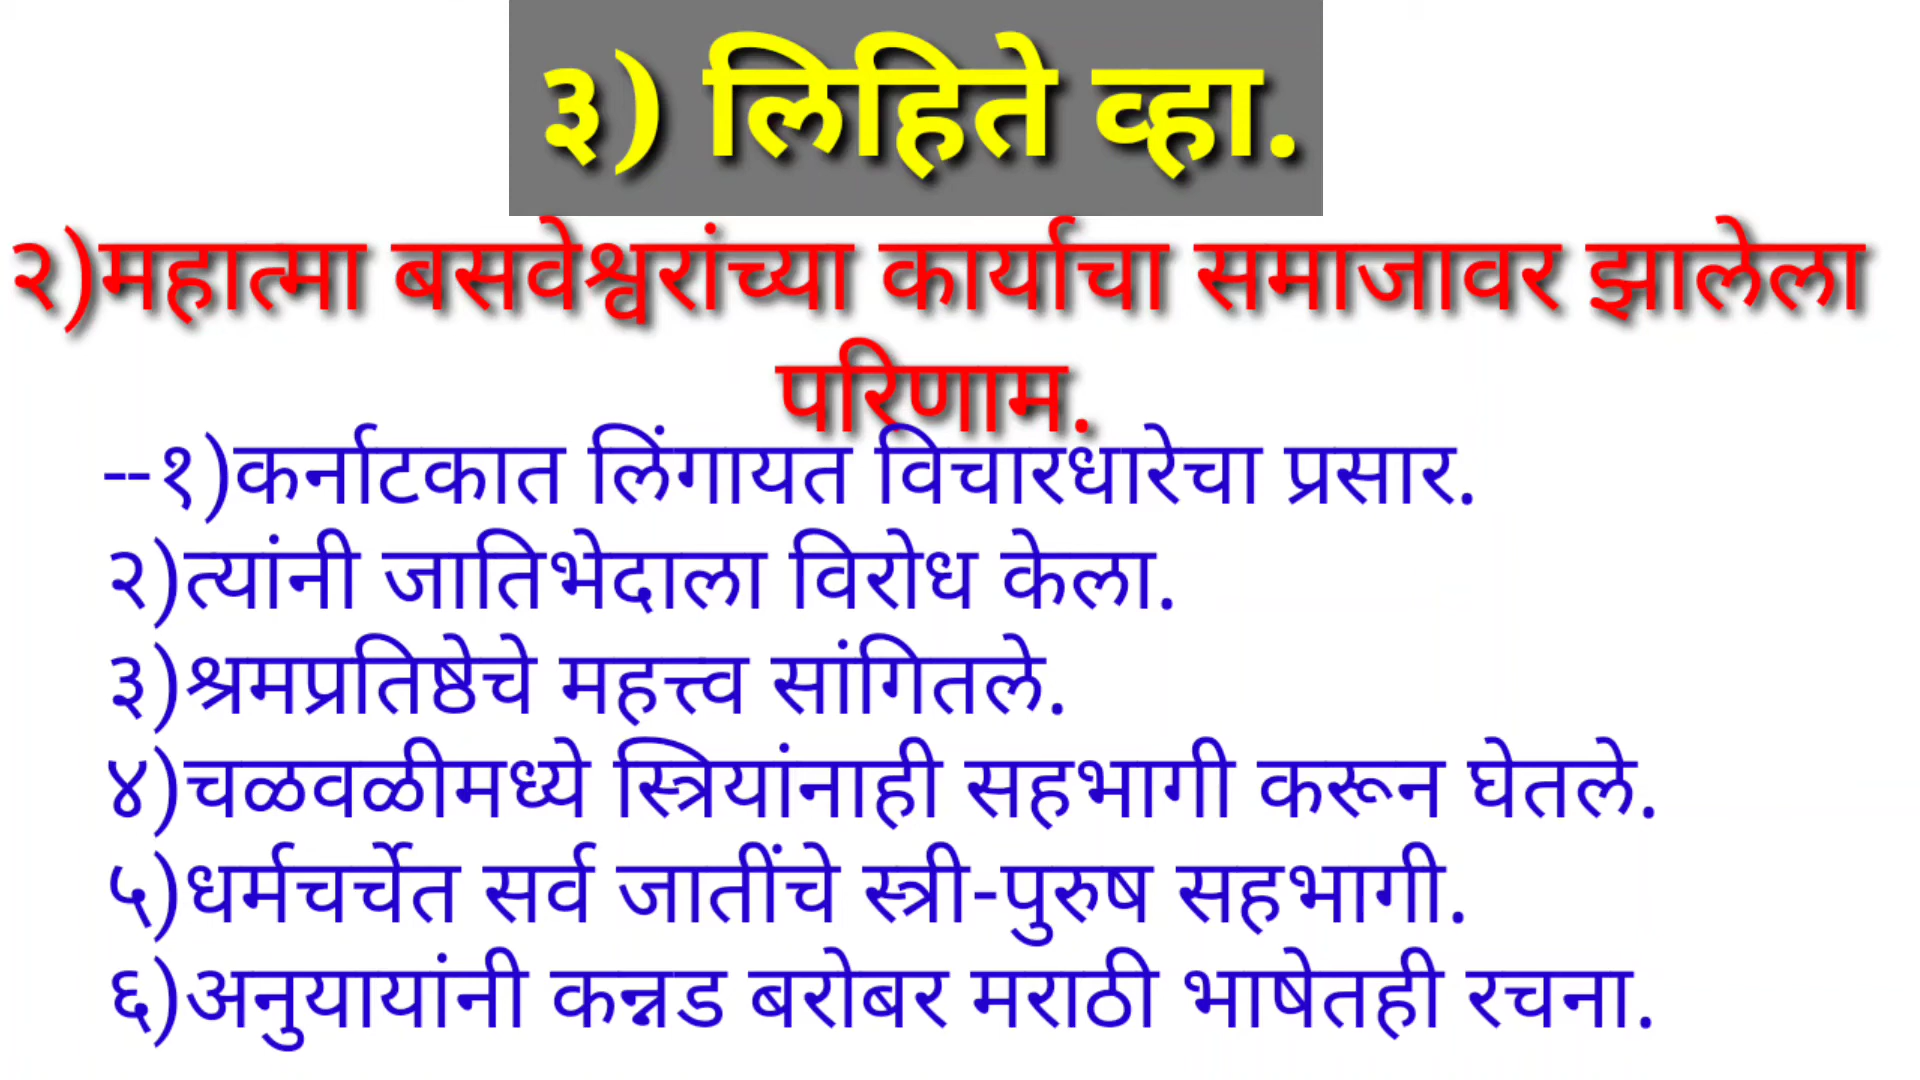 ३) लिहिते व्हा.
२)महात्मा बसवेश्वरांच्या कार्याचा समाजावर झालेला
परिणाम.
--१)कर्नाटकात लिंगायत विचारधारेचा प्रसार.
२)त्यांनी जातिभेदाला विरोध केला.
३)श्रमप्रतिष्ठेचे महत्त्व सांगितले.
४)चळवळीमध्ये स्त्रियांनाही सहभागी करून घेतले.
५)धर्मचर्चेत सर्व जातींचे स्त्री-पुरुष सहभागी.
६)अनुयायांनी कन्नड बरोबर मराठी भाषेतही रचना.